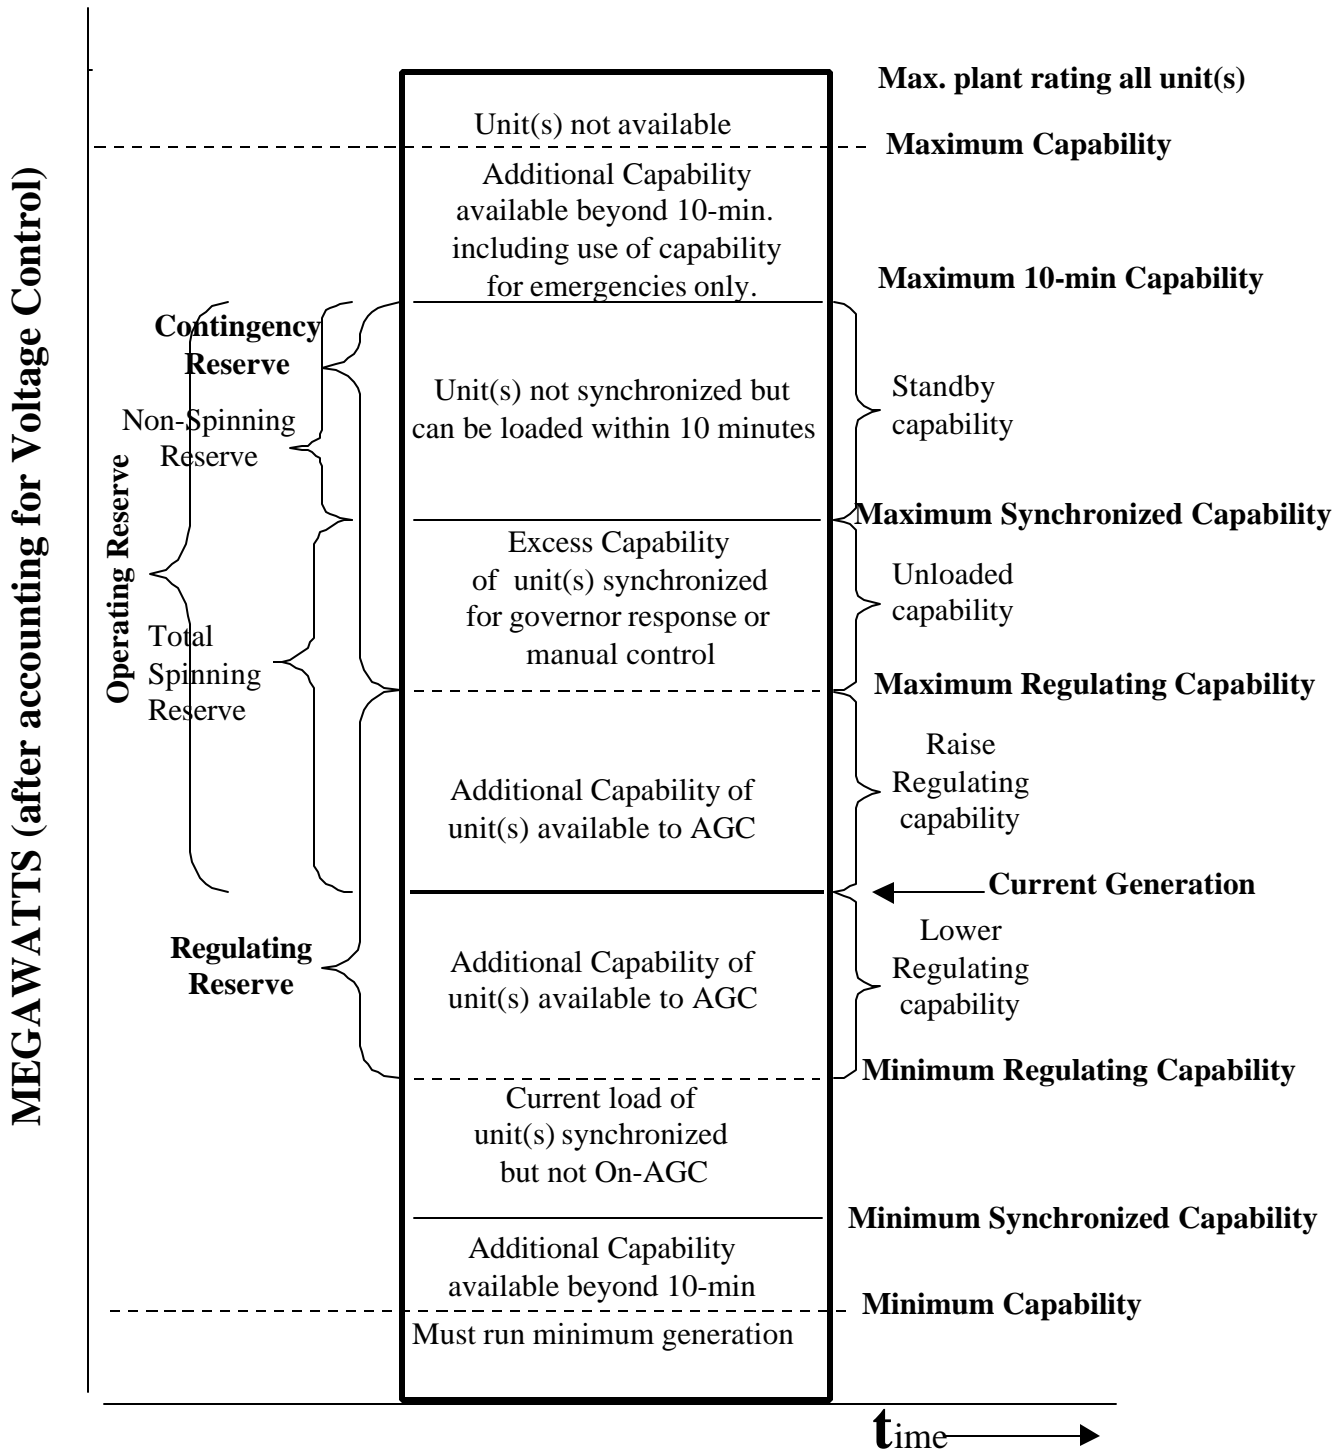 MEGAWATTS (after accounting for Voltage Control)
Max. plant rating all unit(s)
Unit(s) not available
Maximum Capability
Additional Capability
available beyond 10-min.
including use of capability
for emergencies only.
Maximum 10-min Capability
Contingency
Reserve
Non-Spinning
Reserve
Operating Reserve
Total
Spinning
Reserve
Unit(s) not synchronized but
can be loaded within 10 minutes
Standby
capability
Maximum Synchronized Capability
Excess Capability
of unit(s) synchronized
for governor response or
manual control
Unloaded
capability
Maximum Regulating Capability
Additional Capability of
unit(s) available to AGC
Raise
Regulating
capability
Current Generation
Regulating
Reserve
Additional Capability of
unit(s) available to AGC
Lower
Regulating
capability
Minimum Regulating Capability
Current load of
unit(s) synchronized
but not On-AGC
Minimum Synchronized Capability
Additional Capability
available beyond 10-min
Minimum Capability
Must run minimum generation
time